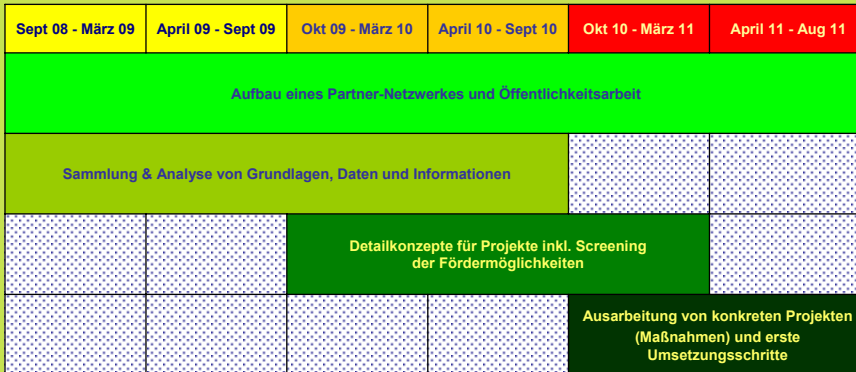 Sept 08 - März 09 April 09 - Sept 09 Okt 09 - März 10 April 10 - Sept 10 Okt 10 - März 11 April 11 - Aug 11
Aufbau eines Partner-Netzwerkes und Öffentlichkeitsarbeit
Sammlung & Analyse von Grundlagen, Daten und Informationen
Detailkonzepte für Projekte inkl. Screening
der Fördermöglichkeiten
Ausarbeitung von konkreten Projekten
(Maßnahmen) und erste
Umsetzungsschritte